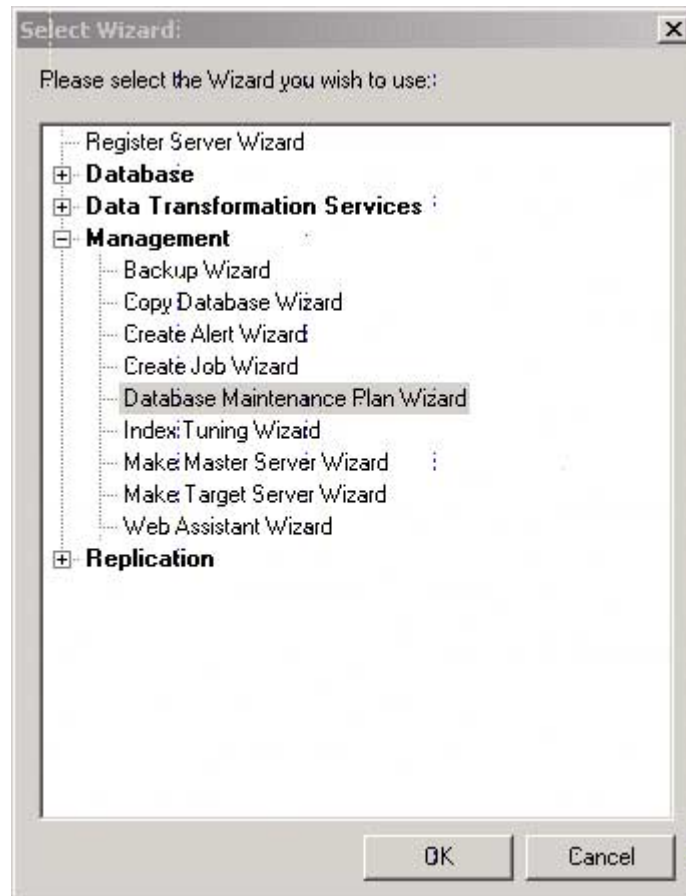 Select Wizard:
Please select the Wizard you wish to use:
Register Server Wizard
Database
Data Transformation Services
Management
Backup Wizard
Copy Database Wizard
Create Alert Wizard
Create Job Wizard
Database Maintenance Plan Wizard
Index Tuning Wizard
Make Master Server Wizard
Make Target Server Wizard
Web Assistant Wizard
Replication
OK Cancel